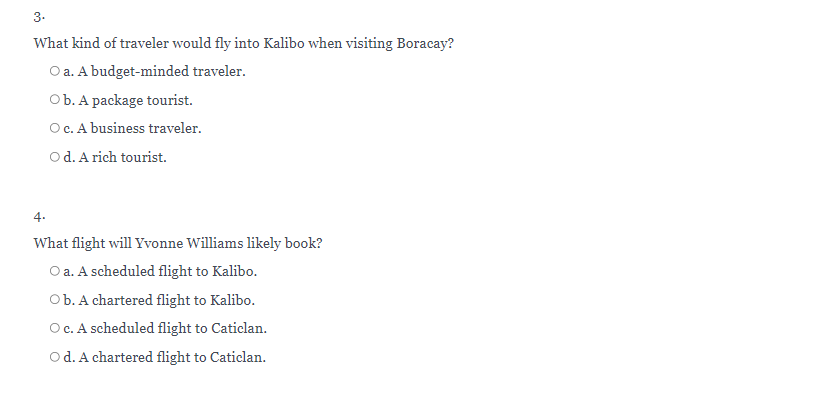 3.
What kind of traveler would fly into Kalibo when visiting Boracay?
a. A budget-minded traveler.
b. A package tourist.
c. A business traveler.
d. A rich tourist.
4.
What flight will Yvonne Williams likely book?
a. A scheduled flight to Kalibo.
b. A chartered flight to Kalibo.
c. A scheduled flight to Caticlan.
d. A chartered flight to Caticlan.